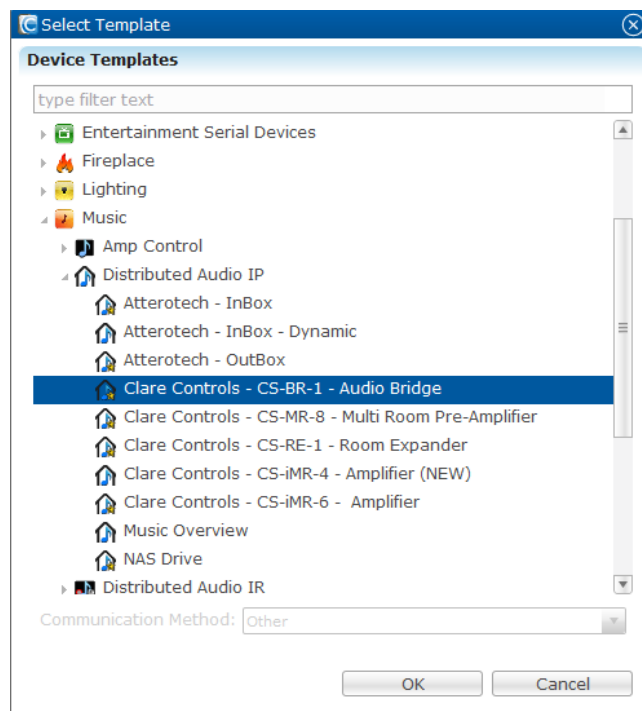 Select Template
Device Templates
type filter text
Entertainment Serial Devices
Fireplace
Lighting
Music
Amp Control
Distributed Audio IP
Atterotech - InBox
Atterotech - InBox - Dynamic
Atterotech - OutBox
Clare Controls - CS-BR-1 - Audio Bridge
Clare Controls - CS-MR-8 - Multi Room Pre-Amplifier
Clare Controls - CS-RE-1 - Room Expander
Clare Controls - CS-iMR-4 - Amplifier (NEW)
Clare Controls - CS-iMR-6 - Amplifier
Music Overview
NAS Drive
Distributed Audio IR
Communication Method: Other
OK Cancel